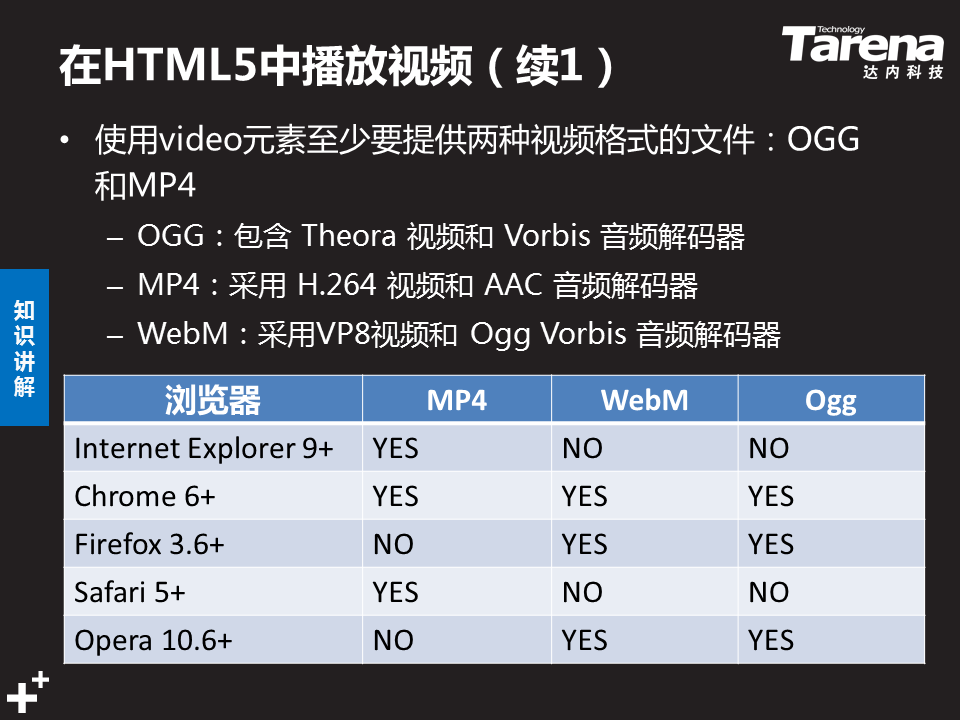 在HTML5中播放视频（续1）
Technology
Tarena
达内科技
• 使用video元素至少要提供两种视频格式的文件：OGG
和MP4
– OGG：包含 Theora 视频和 Vorbis 音频解码器
– MP4：采用 H.264 视频和 AAC 音频解码器
– WebM：采用VP8视频和 Ogg Vorbis 音频解码器
知
识
讲
解
浏览器 MP4 WebM Ogg
Internet Explorer 9+ YES NO NO
Chrome 6+ YES YES YES
Firefox 3.6+ NO YES YES
Safari 5+ YES NO NO
Opera 10.6+ NO YES YES